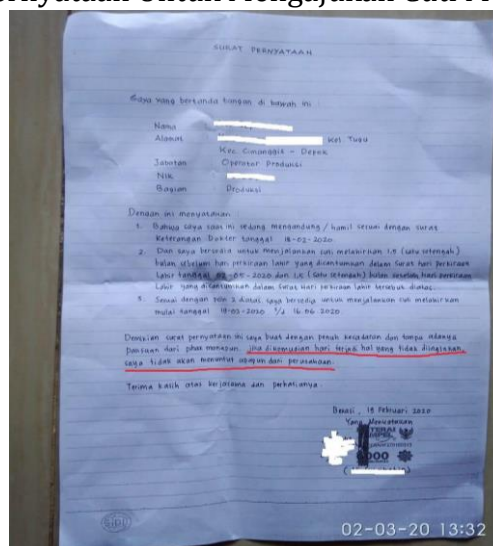 Pernyataan Untuk Mengajukan Cuti
SURAT PERNYATAAN
Saya yang bertanda tangan di bawah ini :
Nama :
Alamat : Kel. Tugu
Kec. Cimanggis - Depok
Jabatan : Operator Produksi
NIK :
Bagian : Produksi
Dengan ini menyatakan
1. Bahwa saya saat ini sedang mengandung / hamil sesuai dengan surat
Keterangan Dokter tanggal 18-02-2020
2. Dan saya bersedia untuk menjalankan cuti melahirkan 1,5 (satu setengah)
bulan sebelum hari perkiraan lahir yang dicantumkan dalam surat hari perkiraan
lahir tanggal 02-05-2020 dan 1,5 (satu setengah) bulan setelah hari perkiraan
lahir yang dicantumkan dalam surat hari perkiraan lahir tersebut diatas.
3. Sesuai dengan poin 2 diatas saya bersedia untuk menjalankan cuti melahirkan
mulai tanggal 18-03-2020 s/d 16-06-2020
Demikian surat pernyataan ini saya buat dengan penuh kesadaran dan tanpa adanya
paksaan dari pihak manapun. Jika dikemudian hari terjadi hal yang tidak diinginkan
saya tidak akan menuntut apapun dari perusahaan.
Terima kasih atas kerjasama dan perhatianya.
Bekasi, 18 Februari 2020
Yang Menyatakan
TERAI
EMPEL
000
sidu
02-03-20 13:32